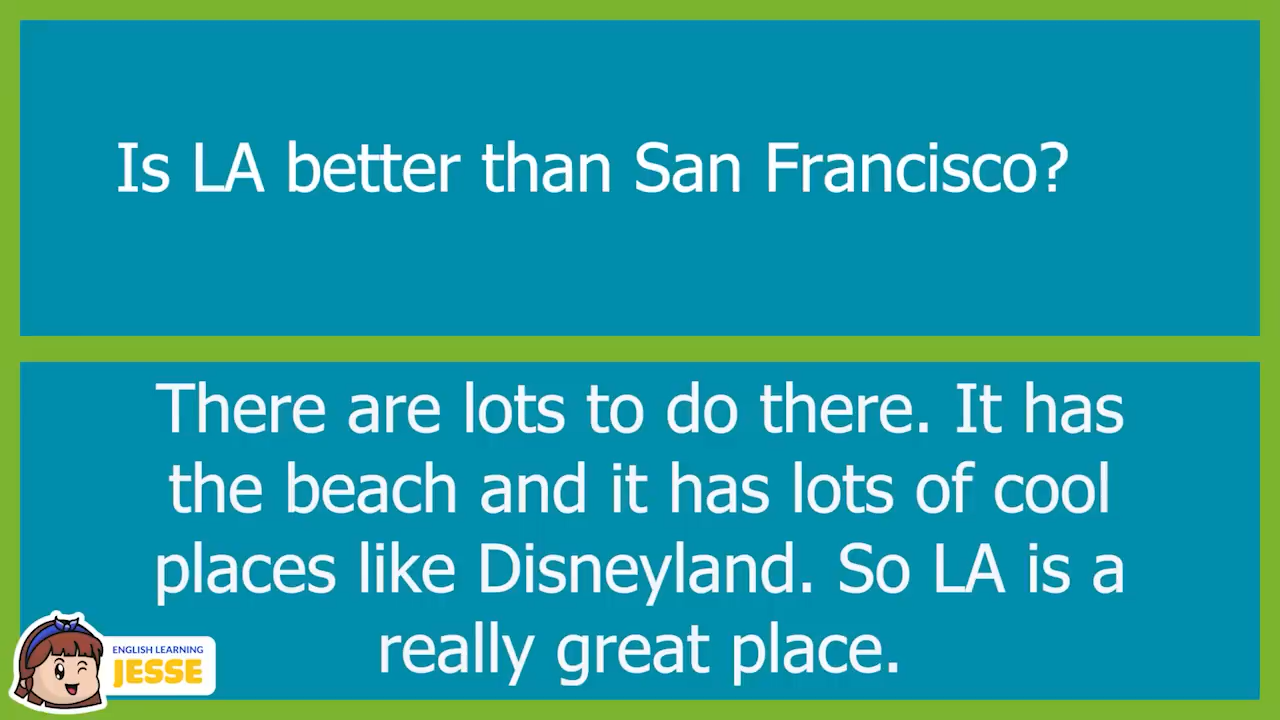 Is LA better than San Francisco?
There are lots to do there. It has
the beach and it has lots of cool
places like Disneyland. So LA is a
really great place.
ENGLISH LEARNING
JESSE